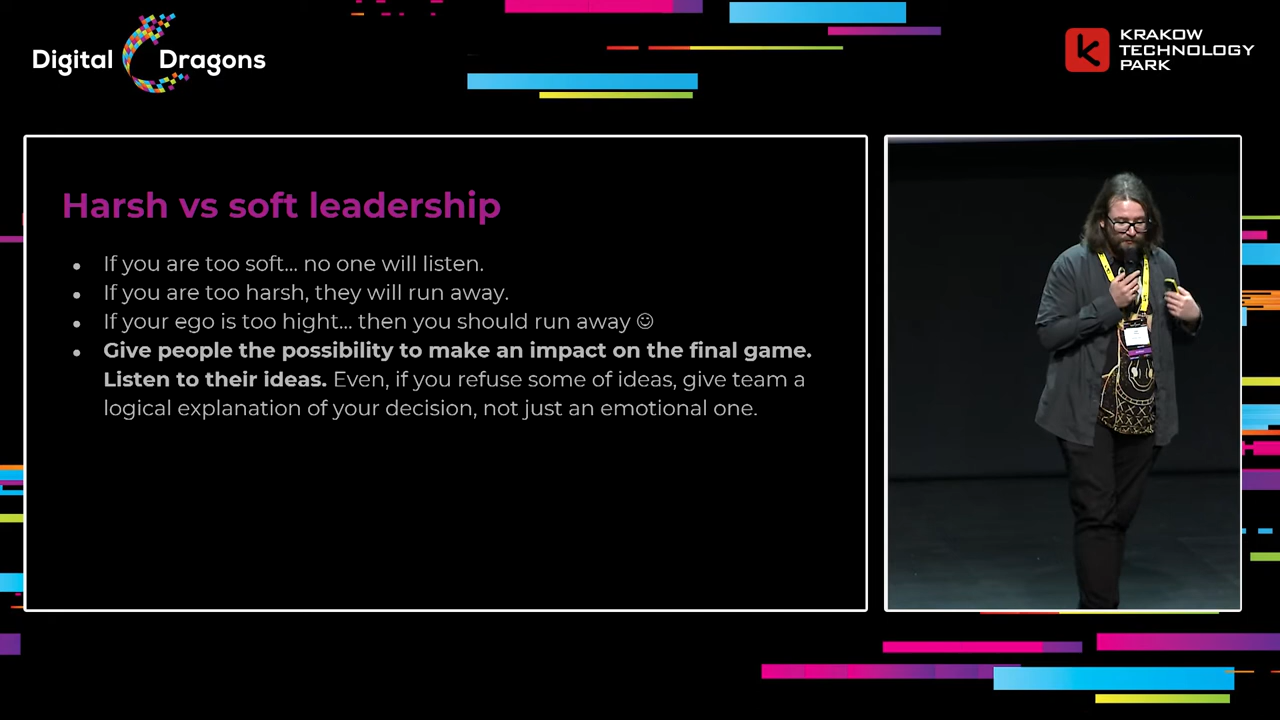 Digital Dragons
KRAKOW
TECHNOLOGY
PARK
Harsh vs soft leadership
• If you are too soft... no one will listen.
• If you are too harsh, they will run away.
• If your ego is too hight... then you should run away ☺
• Give people the possibility to make an impact on the final game.
Listen to their ideas. Even, if you refuse some of ideas, give team a
logical explanation of your decision, not just an emotional one.